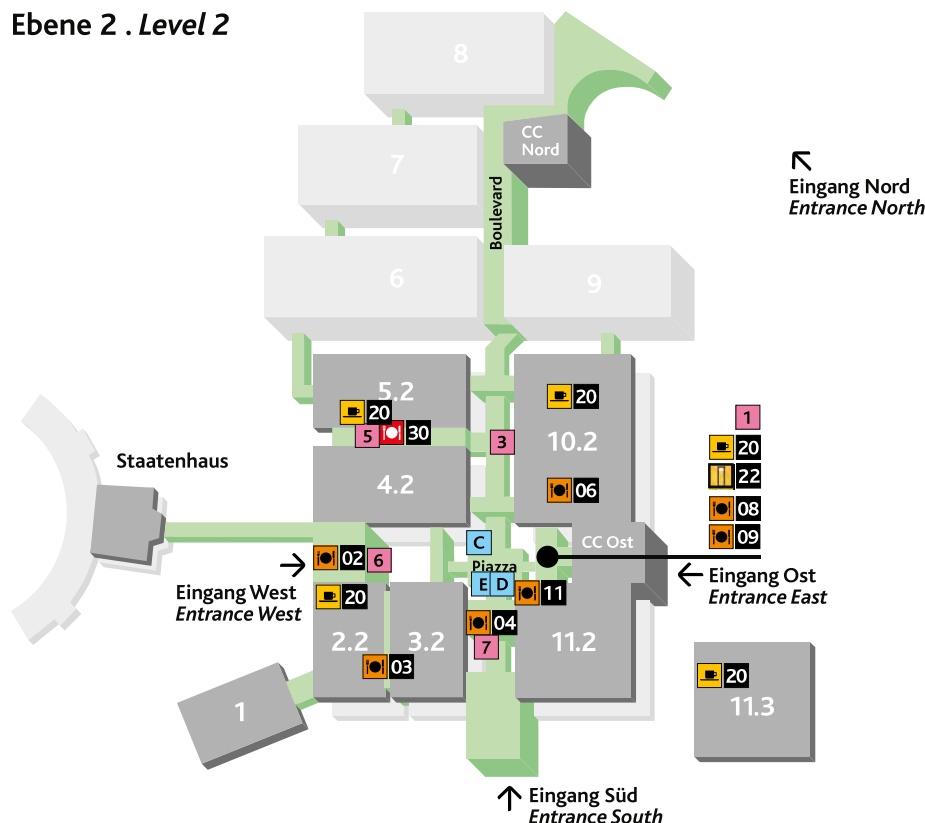 Ebene 2 . Level 2
8
CC
Nord
7
Boulevard
Eingang Nord
Entrance North
6
9
5.2
20
5
30
3
20
10.2
06
4.2
1
20
22
08
09
Staatenhaus
C
CC Ost
Piazza
E
D
11
02
6
Eingang West
Entrance West
20
Eingang Ost
Entrance East
04
7
2.2
3.2
11.2
03
20
11.3
1
Eingang Süd
Entrance South